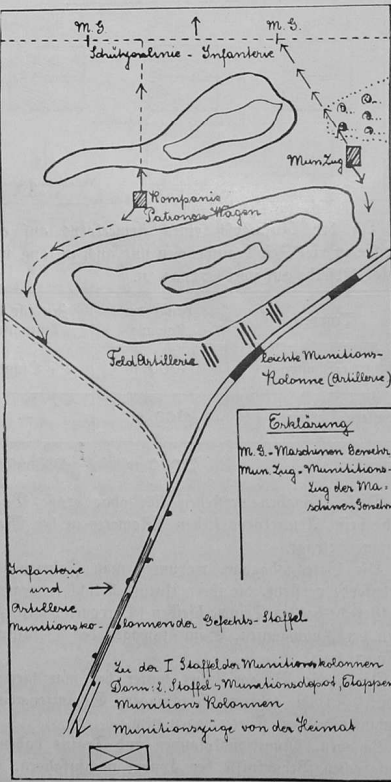 M. G.
M. G.
Schützenlinie - Infanterie
Mun. Zug
Kompanie
Patronen Wagen
Feld Artillerie
leichte Munitions-
Kolonne (Artillerie)
Erklärung
M. G. - Maschinen Gewehr
Mun. Zug - Munitions-
Zug der Ma-
schinen Gewehr
Infanterie
und
Artillerie
Munitionsko-lonnen der Gefechts-Staffel
Zu der I Staffel der Munitionskolonnen
Dann: 2. Staffel, Munitionsdepot, Etappen
Munitions Kolonnen
Munitionszüge von der Heimat